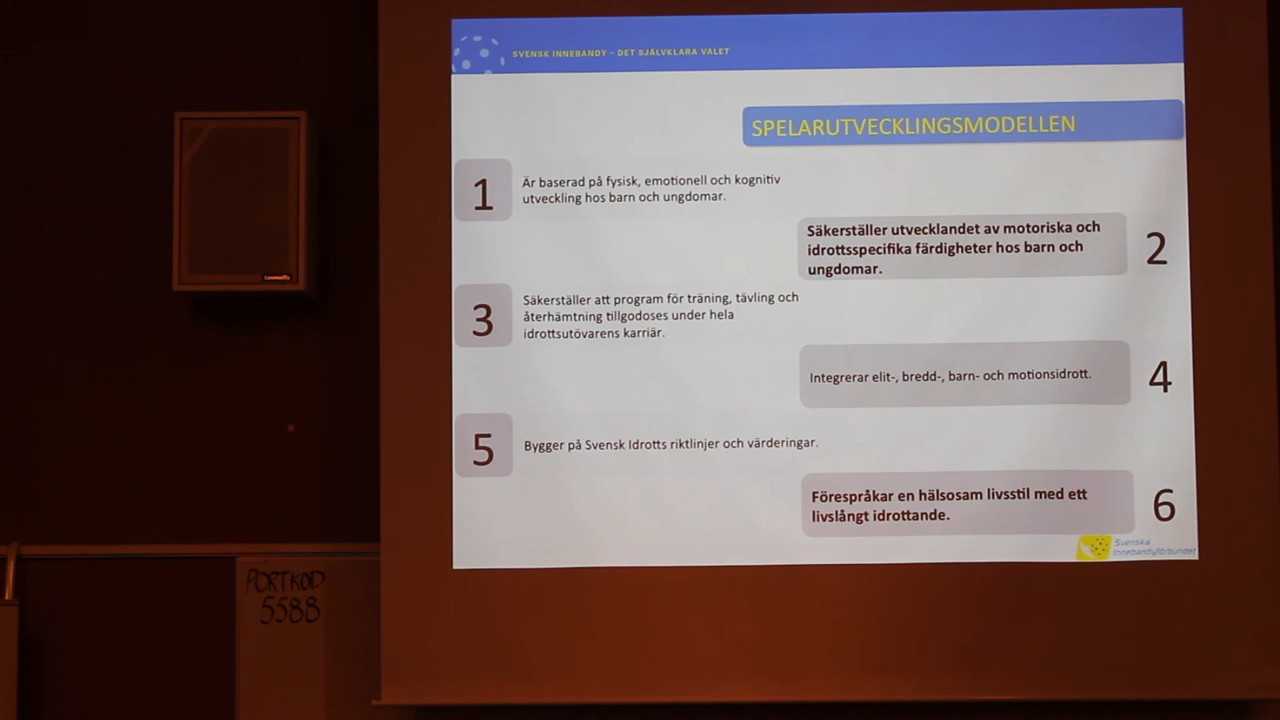 SVENSK INNEBANDY – DET SJÄLVKLARA VALET
SPELARUTVECKLINGSMODELLEN
1
Är baserad på fysisk, emotionell och kognitiv
utveckling hos barn och ungdomar.
Säkerställer utvecklandet av motoriska och
idrottsspecifika färdigheter hos barn och
ungdomar.
2
3
Säkerställer att program för träning, tävling och
återhämtning tillgodoses under hela
idrottsutövarens karriär.
Integrerar elit-, bredd-, barn- och motionsidrott.
4
5
Bygger på Svensk Idrotts riktlinjer och värderingar.
Förespråkar en hälsosam livsstil med ett
livslångt idrottande.
6
Svenska
Innebandyförbundet
PORTKOD
5588